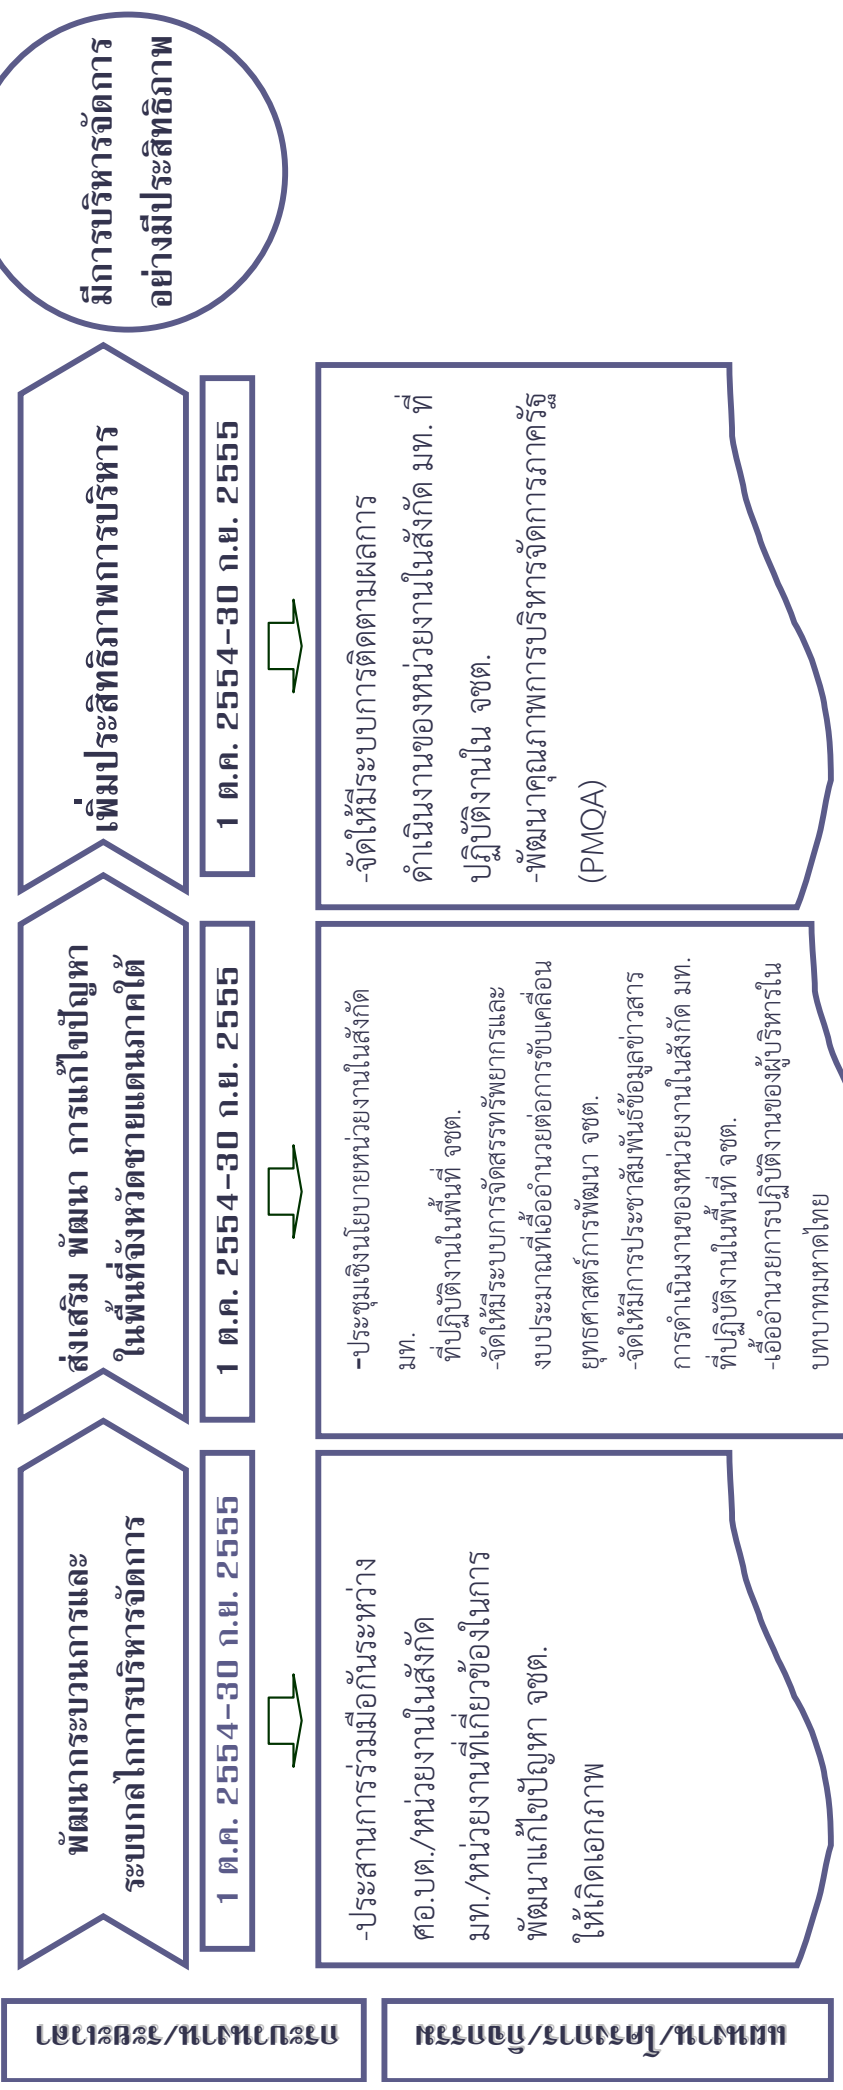 กระบวนงาน/ระยะเวลา
พัฒนากระบวนการและ
ระบบกลไกการบริหารจัดการ
ส่งเสริม พัฒนา การแก้ไขปัญหา
ในพื้นที่จังหวัดชายแดนภาคใต้
เพิ่มประสิทธิภาพการบริหาร
มีการบริหารจัดการ
อย่างมีประสิทธิภาพ
1 ต.ค. 2554-30 ก.ย. 2555
1 ต.ค. 2554-30 ก.ย. 2555
1 ต.ค. 2554-30 ก.ย. 2555
แผนงาน/โครงการ/กิจกรรม
-ประสานการร่วมมือกันระหว่าง
ศอ.บต./หน่วยงานในสังกัด
มท./หน่วยงานที่เกี่ยวข้องในการ
พัฒนาแก้ไขปัญหา จชต.
ให้เกิดเอกภาพ
-ประชุมเชิงนโยบายหน่วยงานในสังกัด
มท.
ที่ปฏิบัติงานในพื้นที่ จชต.
-จัดให้มีระบบการจัดสรรทรัพยากรและ
งบประมาณที่เอื้ออำนวยต่อการขับเคลื่อน
ยุทธศาสตร์การพัฒนา จชต.
-จัดให้มีการประชาสัมพันธ์ข้อมูลข่าวสาร
การดำเนินงานของหน่วยงานในสังกัด มท.
ที่ปฏิบัติงานในพื้นที่ จชต.
-เอื้ออำนวยการปฏิบัติงานของผู้บริหารใน
บทบาทมหาดไทย
-จัดให้มีระบบการติดตามผลการ
ดำเนินงานของหน่วยงานในสังกัด มท. ที่
ปฏิบัติงานใน จชต.
-พัฒนาคุณภาพการบริหารจัดการภาครัฐ
(PMQA)